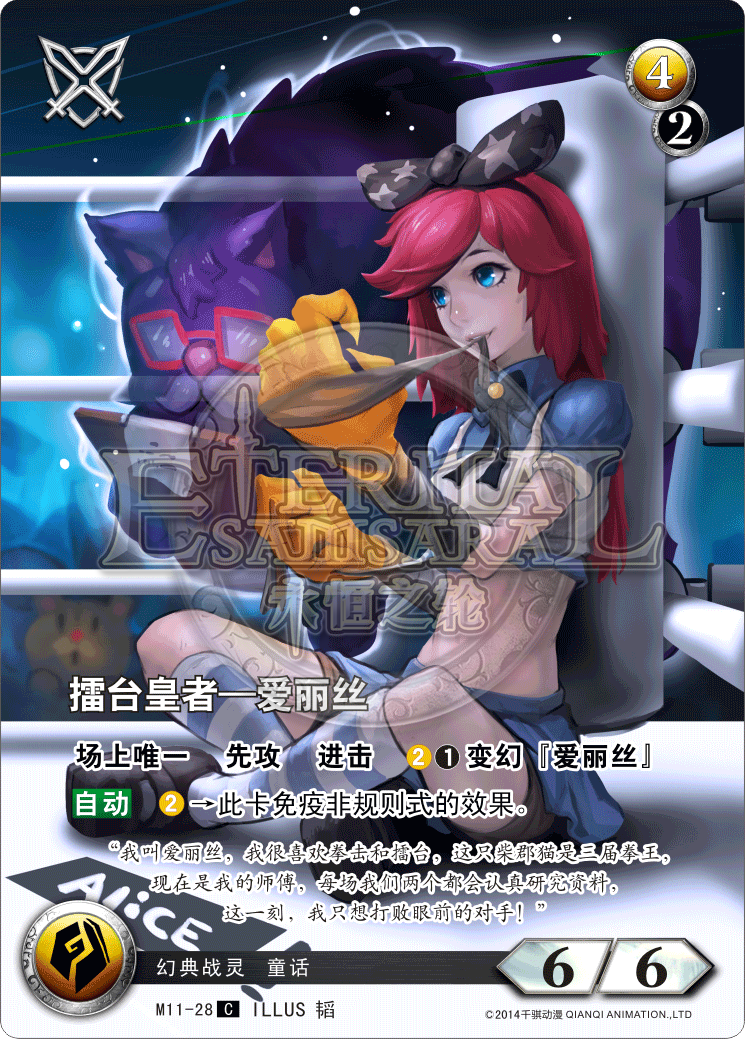 4
2
ETERNAL
SAMSARA
永恒之轮
擂台皇者—爱丽丝
场上唯一 先攻 进击 2 1 变幻『爱丽丝』
自动 2→此卡免疫非规则式的效果。
“我叫爱丽丝，我很喜欢拳击和擂台，这只柴郡猫是三届拳王，
现在是我的师傅，每场我们两个都会认真研究资料，
这一刻，我只想打败眼前的对手！”
ALiCE
幻典战灵 童话
6/6
M11-28 C ILLUS 韬
©2014千骐动漫 QIANQI ANIMATION.,LTD